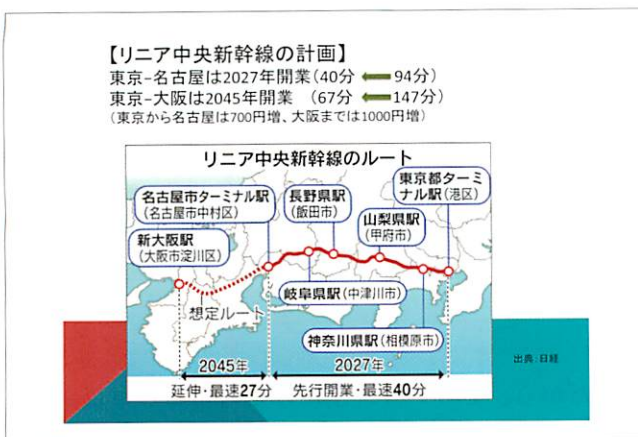 【リニア中央新幹線の計画】
東京–名古屋は2027年開業(40分 94分)
東京–大阪は2045年開業 (67分 147分)
(東京から名古屋は700円増、大阪までは1000円増)
リニア中央新幹線のルート
東京都ターミ
ナル駅(港区)
名古屋市ターミナル駅
(名古屋市中村区)
長野県駅
(飯田市)
山梨県駅
(甲府市)
新大阪駅
(大阪市淀川区)
岐阜県駅(中津川市)
想定ルート
神奈川県駅(相模原市)
2045年
2027年
延伸・最速27分
先行開業・最速40分
出典:日経